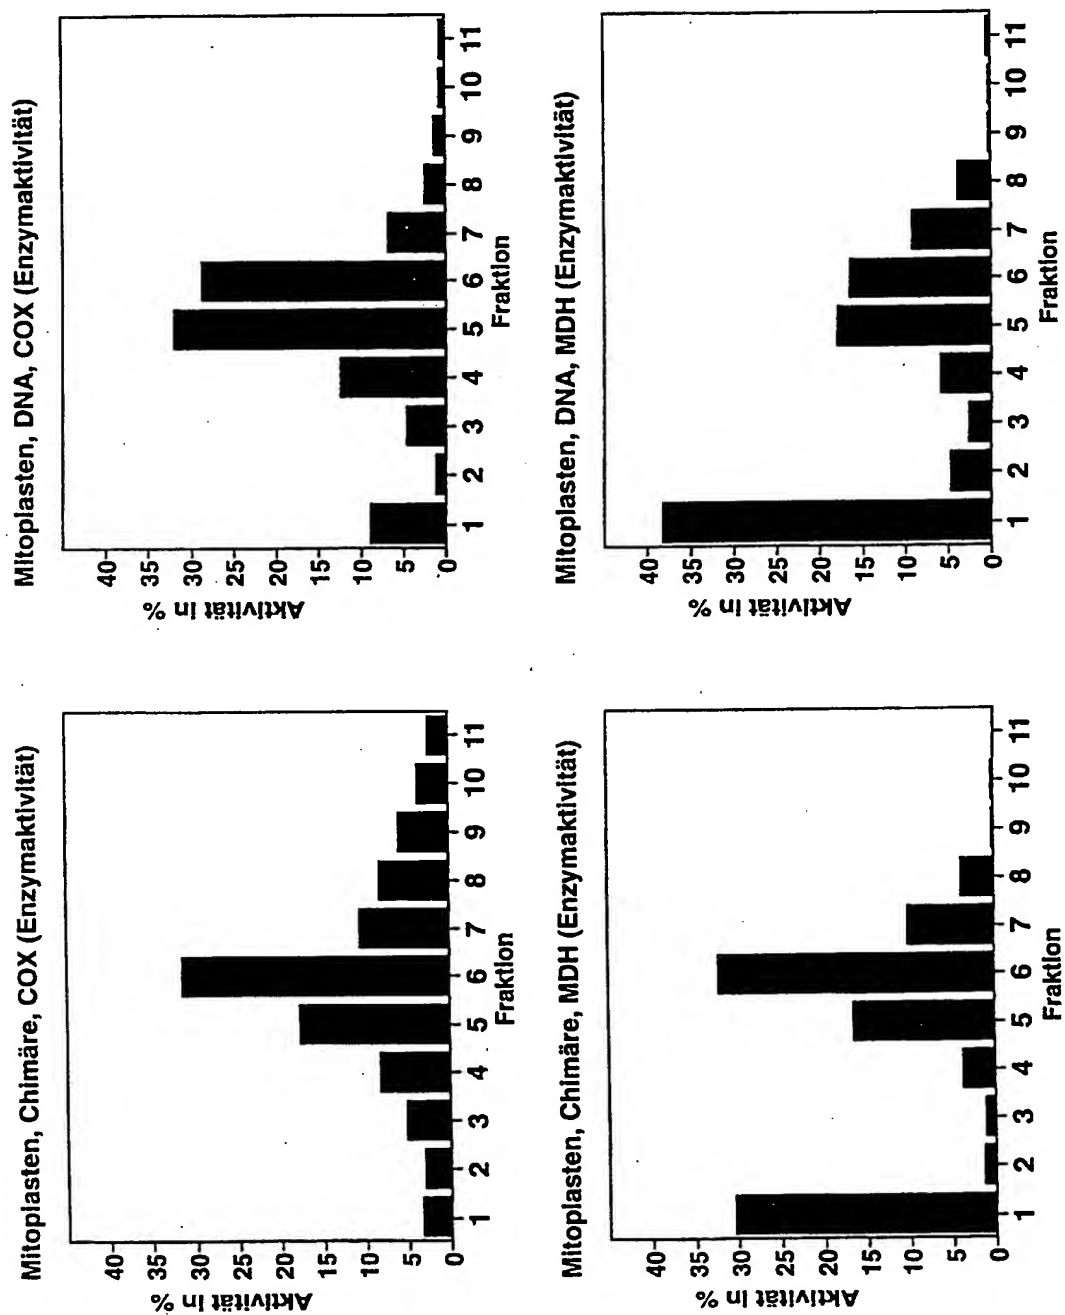 Mitoplasten, Chimäre, COX (Enzymaktivität)
Aktivität in %
40
35
30
25
20
15
10
5
0
1 2 3 4 5 6 7 8 9 10 11
Fraktion
Mitoplasten, DNA, COX (Enzymaktivität)
Aktivität in %
40
35
30
25
20
15
10
5
0
1 2 3 4 5 6 7 8 9 10 11
Fraktion
Mitoplasten, Chimäre, MDH (Enzymaktivität)
Aktivität in %
40
35
30
25
20
15
10
5
0
1 2 3 4 5 6 7 8 9 10 11
Fraktion
Mitoplasten, DNA, MDH (Enzymaktivität)
Aktivität in %
40
35
30
25
20
15
10
5
0
1 2 3 4 5 6 7 8 9 10 11
Fraktion